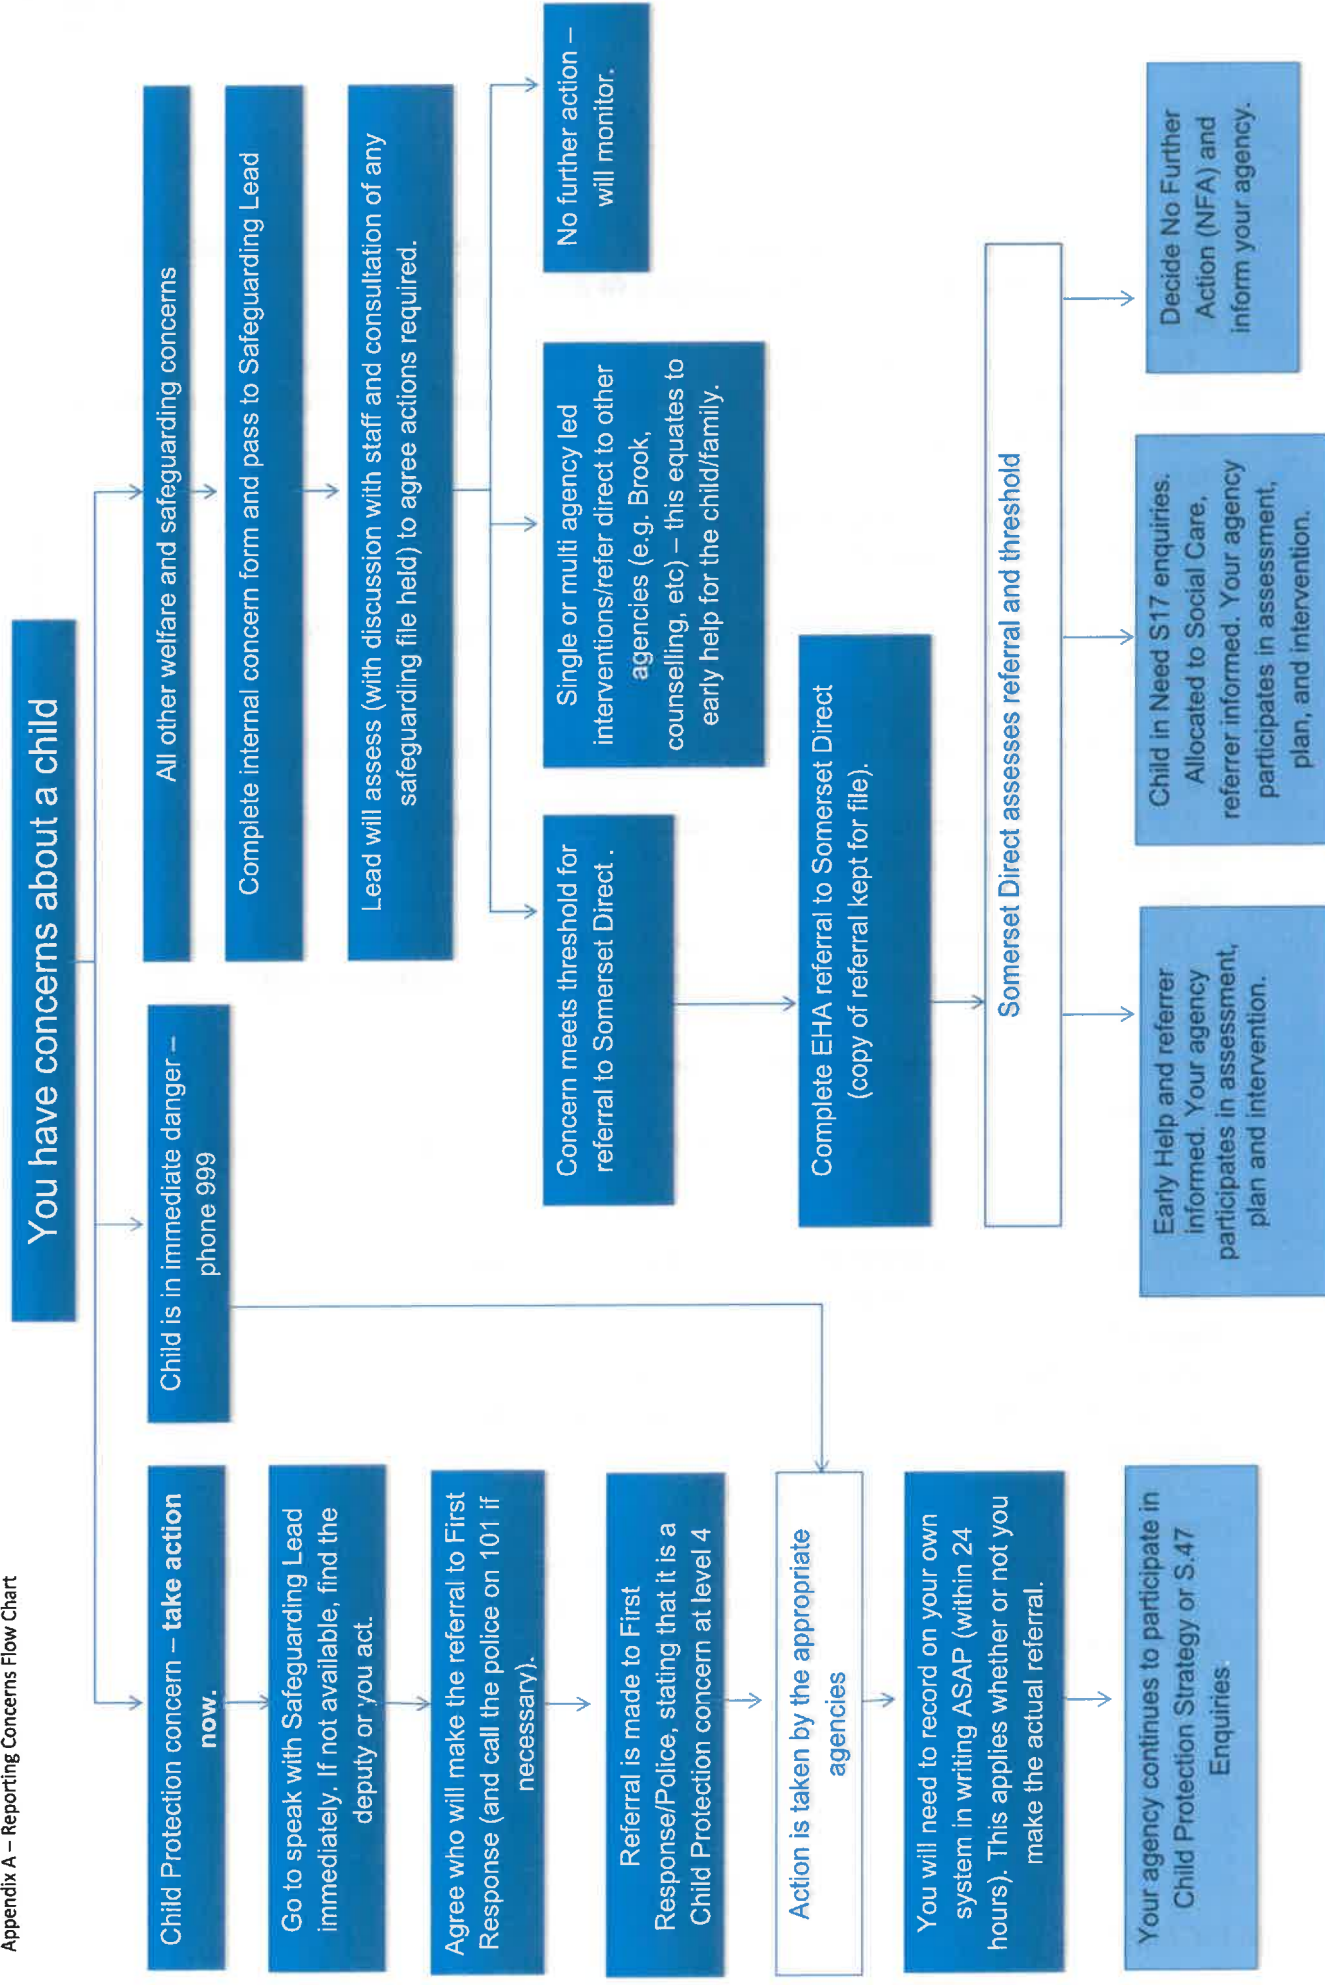 Appendix A – Reporting Concerns Flow Chart
You have concerns about a child
Child Protection concern – take action
now.
Go to speak with Safeguarding Lead
immediately. If not available, find the
deputy or you act.
Agree who will make the referral to First
Response (and call the police on 101 if
necessary).
Referral is made to First
Response/Police, stating that it is a
Child Protection concern at level 4
Action is taken by the appropriate
agencies
You will need to record on your own
system in writing ASAP (within 24
hours). This applies whether or not you
make the actual referral.
Your agency continues to participate in
Child Protection Strategy or S.47
Enquiries.
Child is in immediate danger –
phone 999
All other welfare and safeguarding concerns
Complete internal concern form and pass to Safeguarding Lead
Lead will assess (with discussion with staff and consultation of any
safeguarding file held) to agree actions required.
Concern meets threshold for
referral to Somerset Direct .
Single or multi agency led
interventions/refer direct to other
agencies (e.g. Brook,
counselling, etc) – this equates to
early help for the child/family.
No further action –
will monitor.
Complete EHA referral to Somerset Direct
(copy of referral kept for file).
Somerset Direct assesses referral and threshold
Early Help and referrer
informed. Your agency
participates in assessment,
plan and intervention.
Child in Need S17 enquiries.
Allocated to Social Care,
referrer informed. Your agency
participates in assessment,
plan, and intervention.
Decide No Further
Action (NFA) and
inform your agency.